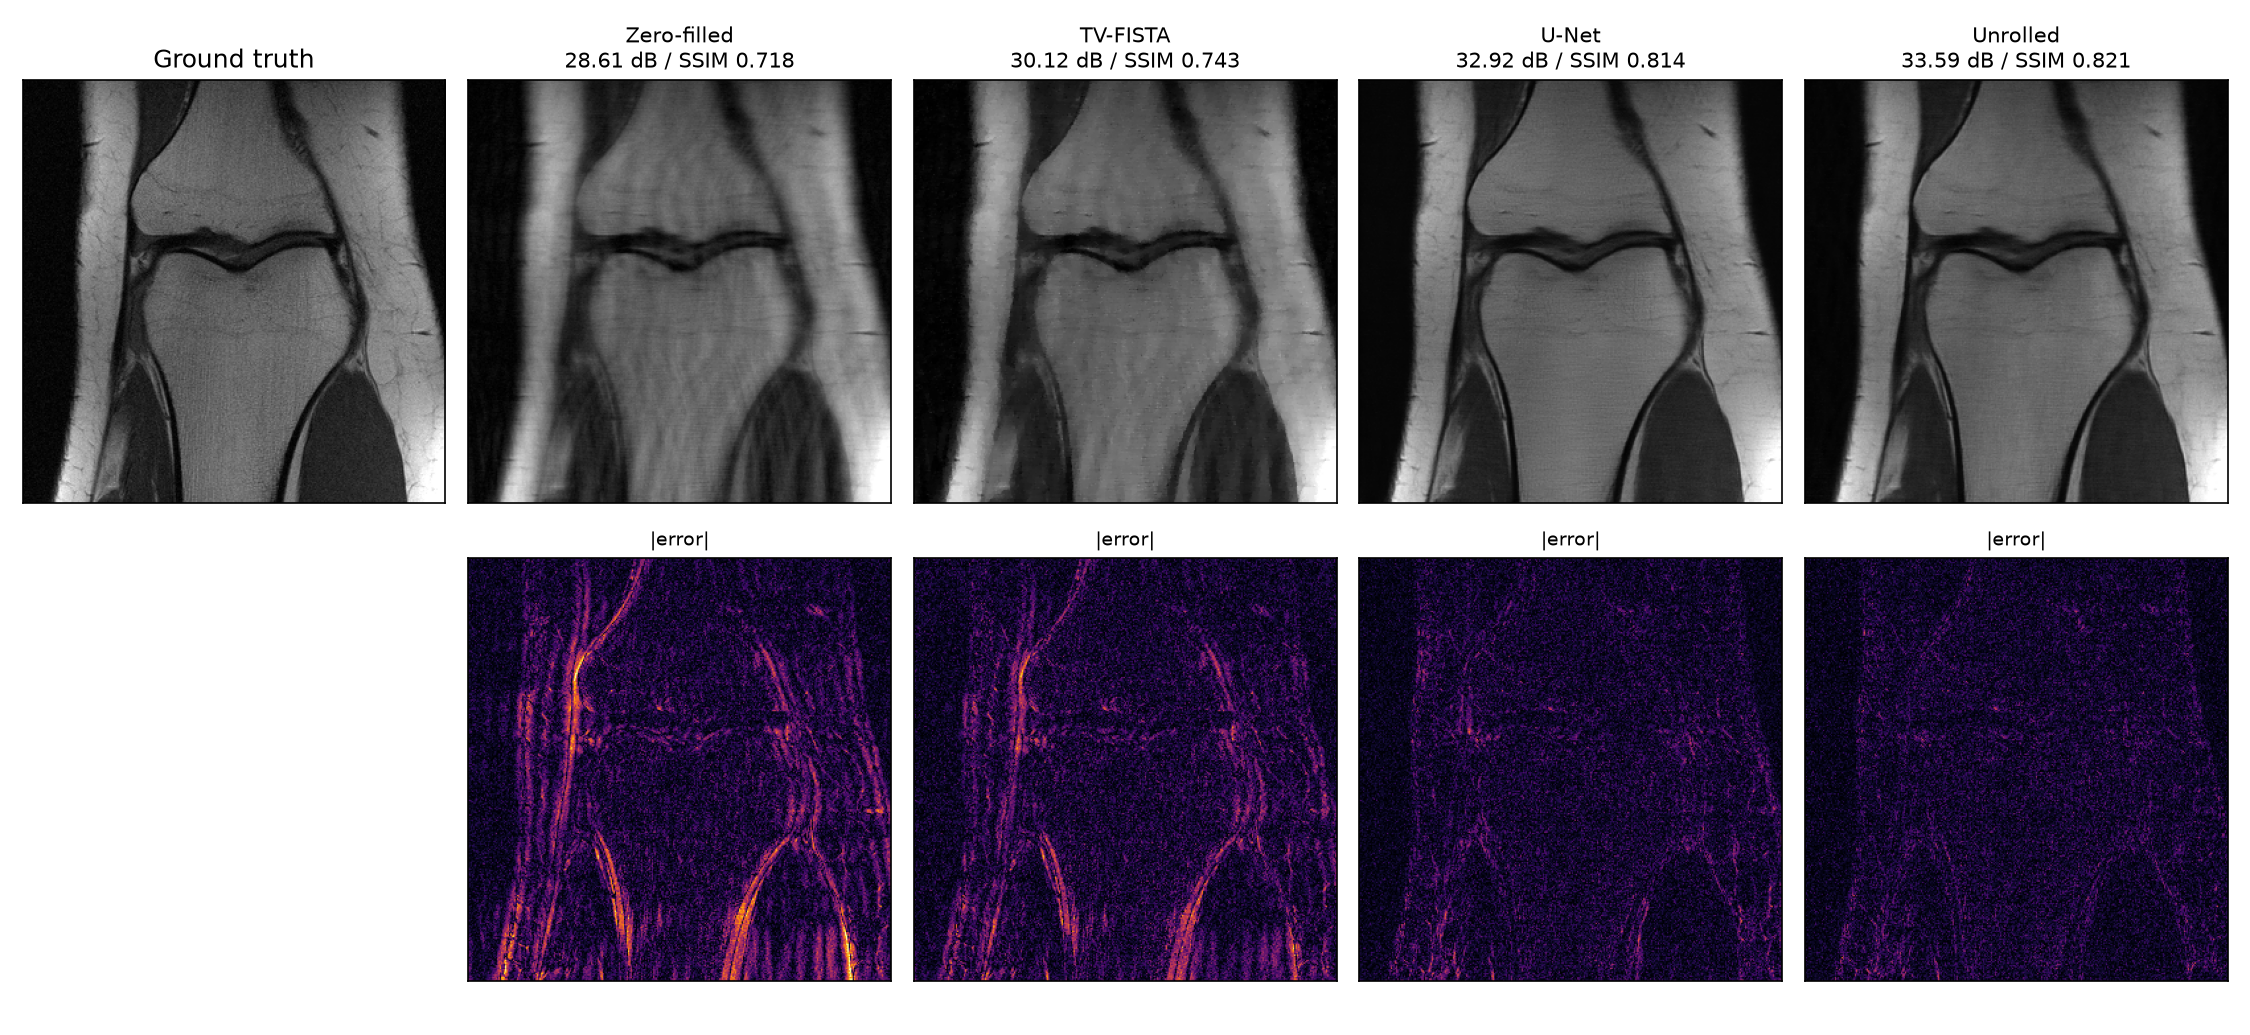 Ground truth
Zero-filled
28.61 dB / SSIM 0.718
TV-FISTA
30.12 dB / SSIM 0.743
U-Net
32.92 dB / SSIM 0.814
Unrolled
33.59 dB / SSIM 0.821
|error|
|error|
|error|
|error|